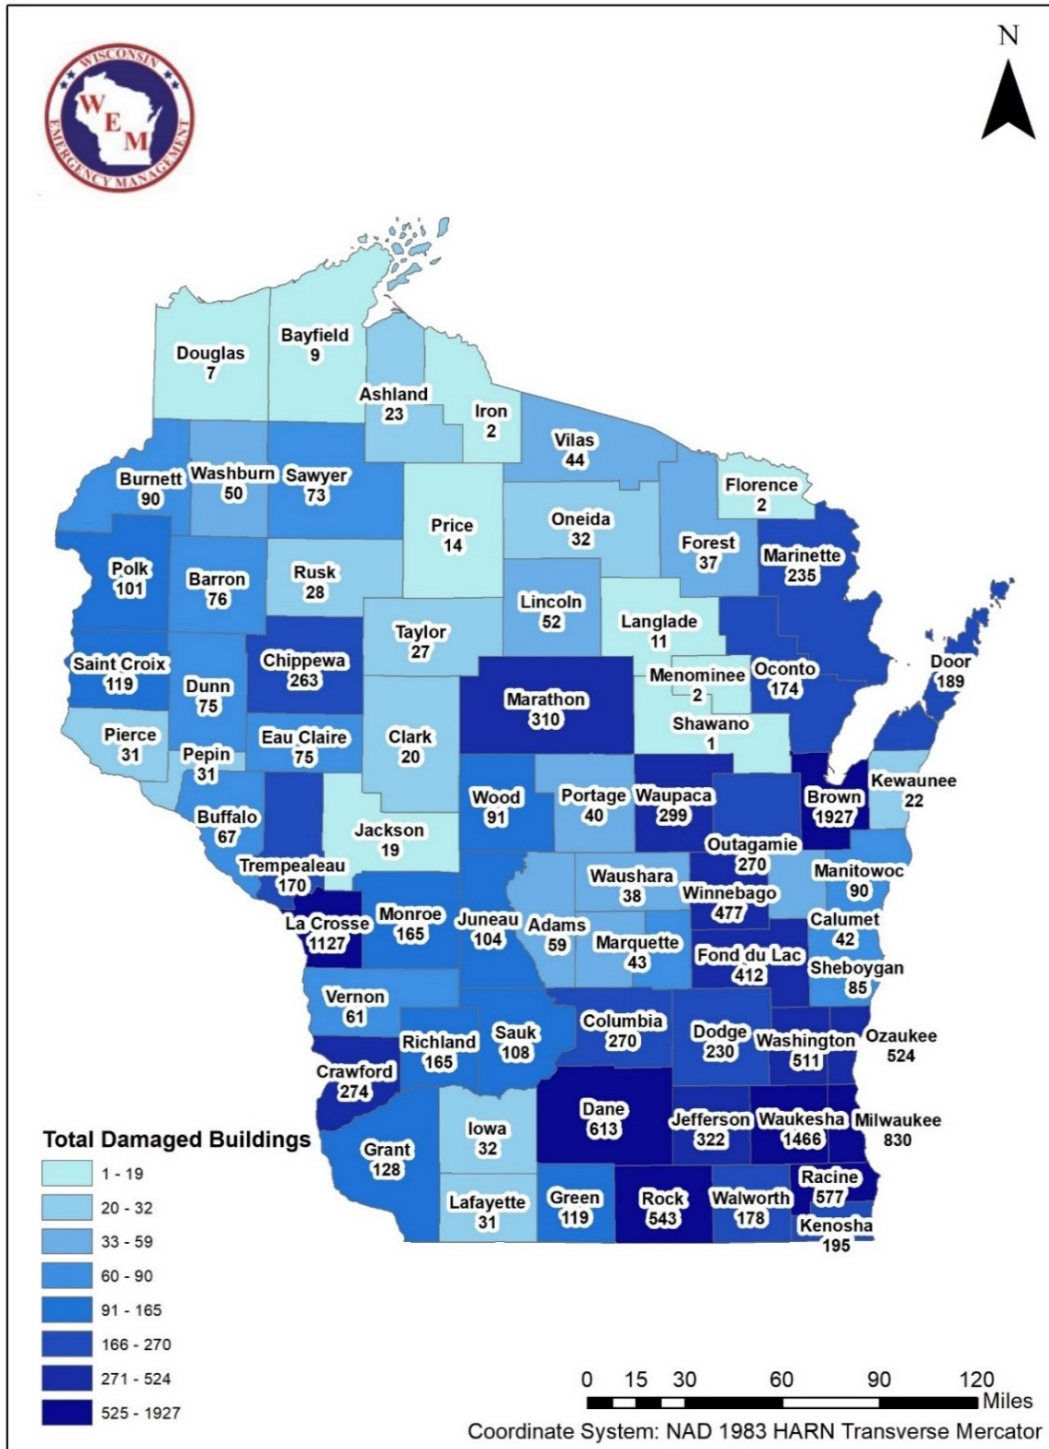 N
WISCONSIN
W
E
M
EMERGENCY MANAGEMENT
Bayfield
9
Douglas
7
Ashland
23
Iron
2
Vilas
44
Florence
2
Burnett
90
Washburn
50
Sawyer
73
Price
14
Oneida
32
Forest
37
Marinette
235
Polk
101
Barron
76
Rusk
28
Lincoln
52
Langlade
11
Taylor
27
Saint Croix
119
Dunn
75
Chippewa
263
Marathon
310
Menominee
2
Oconto
174
Door
189
Shawano
1
Pierce
31
Pepin
31
Eau Claire
75
Clark
20
Buffalo
67
Wood
91
Portage
40
Waupaca
299
Brown
1927
Kewaunee
22
Jackson
19
Outagamie
270
Trempealeau
170
Waushara
38
Winnebago
477
Manitowoc
90
La Crosse
1127
Monroe
165
Juneau
104
Adams
59
Marquette
43
Calumet
42
Fond du Lac
412
Sheboygan
85
Vernon
61
Richland
165
Sauk
108
Columbia
270
Dodge
230
Washington
511
Ozaukee
524
Crawford
274
Grant
128
Iowa
32
Dane
613
Jefferson
322
Waukesha
1466
Milwaukee
830
Lafayette
31
Green
119
Rock
543
Walworth
178
Racine
577
Kenosha
195
Total Damaged Buildings
1 - 19
20 - 32
33 - 59
60 - 90
91 - 165
166 - 270
271 - 524
525 - 1927
0 15 30 60 90 120
Miles
Coordinate System: NAD 1983 HARN Transverse Mercator